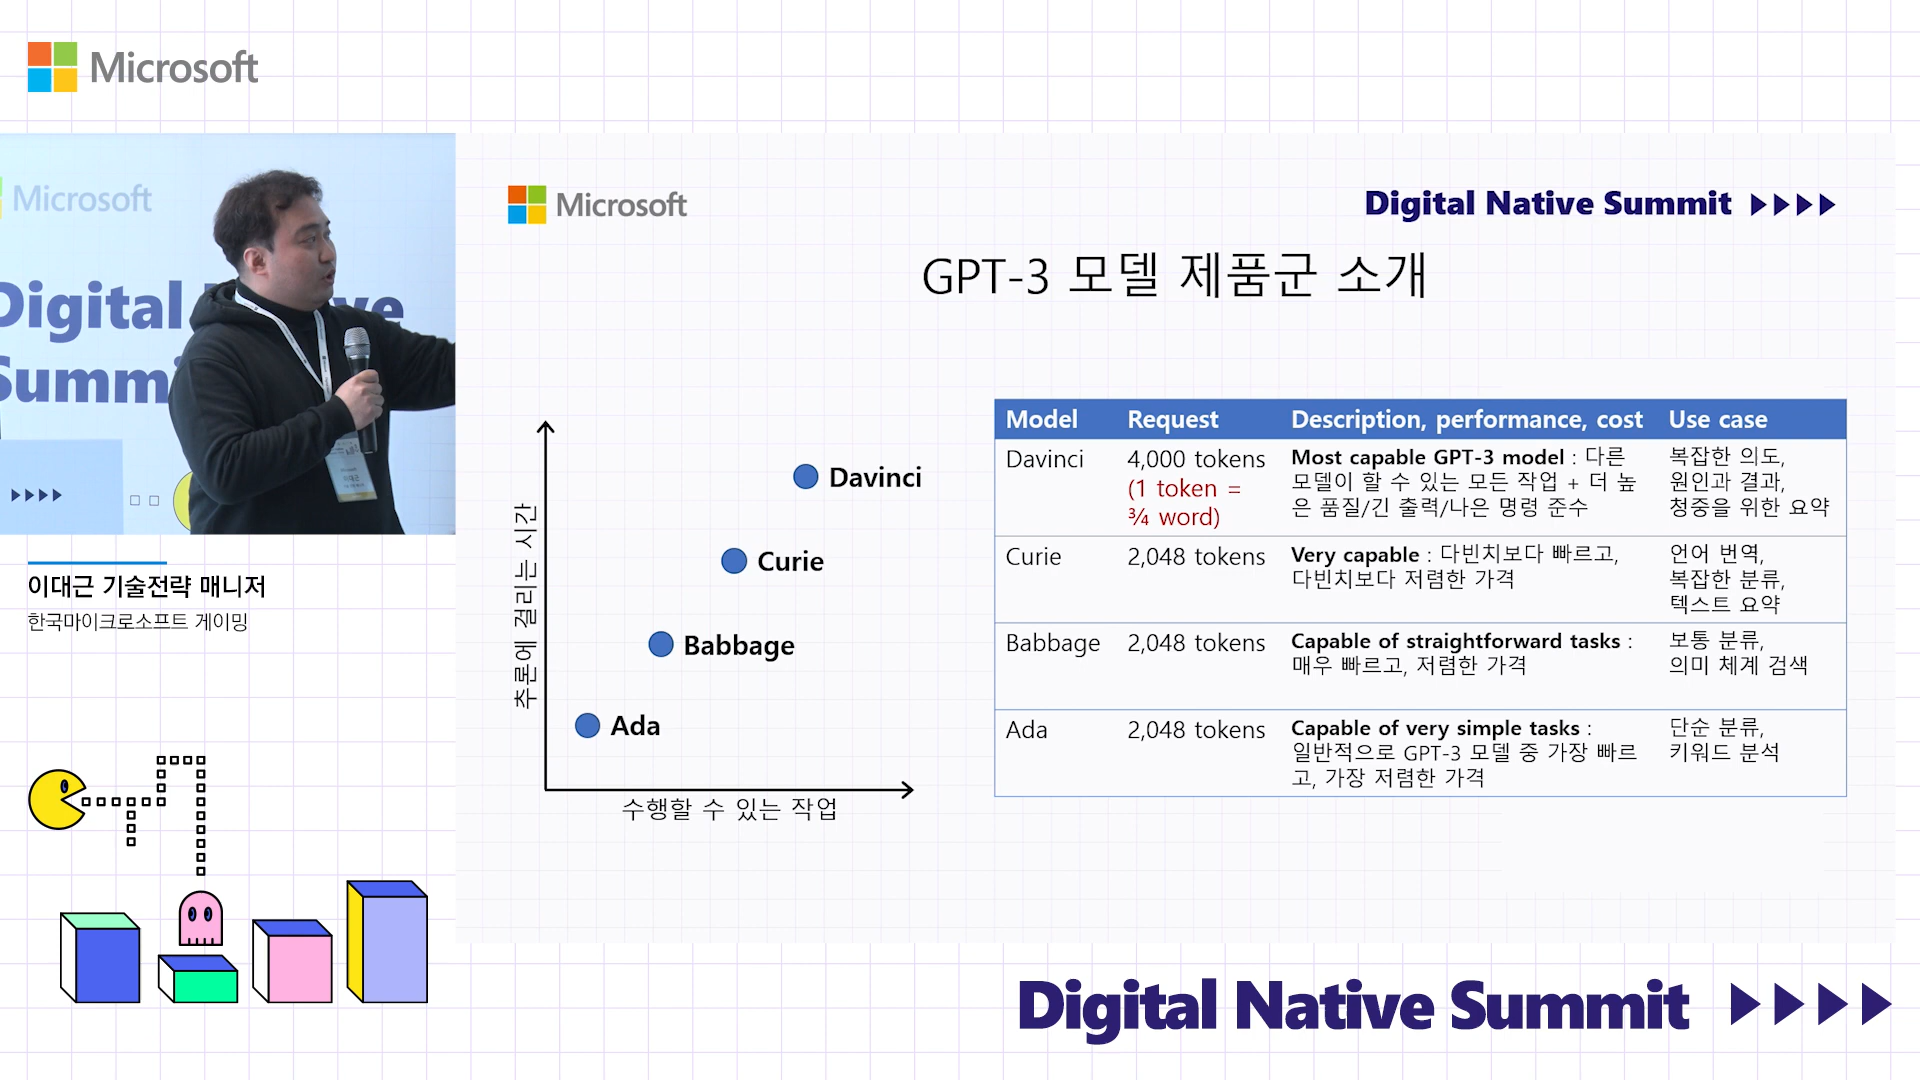 Microsoft
Microsoft
Digital
Summi
이대근 기술전략 매니저
한국마이크로소프트 게이밍
Microsoft
Digital Native Summit
GPT-3 모델 제품군 소개
추론에 걸리는 시간
Davinci
Curie
Babbage
Ada
수행할 수 있는 작업
Model Request Description, performance, cost Use case
Davinci
4,000 tokens
(1 token =
¾ word)
Most capable GPT-3 model : 다른
모델이 할 수 있는 모든 작업 + 더 높
은 품질/긴 출력/나은 명령 준수
복잡한 의도,
원인과 결과,
청중을 위한 요약
Curie
2,048 tokens
Very capable : 다빈치보다 빠르고,
다빈치보다 저렴한 가격
언어 번역,
복잡한 분류,
텍스트 요약
Babbage
2,048 tokens
Capable of straightforward tasks :
매우 빠르고, 저렴한 가격
보통 분류,
의미 체계 검색
Ada
2,048 tokens
Capable of very simple tasks :
일반적으로 GPT-3 모델 중 가장 빠르
고, 가장 저렴한 가격
단순 분류,
키워드 분석
Digital Native Summit